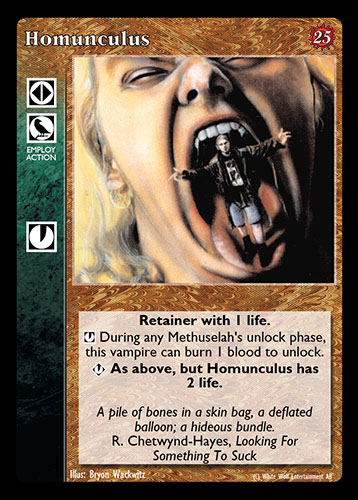 Homunculus
25
EMPLOY
ACTION
Retainer with 1 life.
During any Methuselah's unlock phase,
this vampire can burn 1 blood to unlock.
As above, but Homunculus has
2 life.
A pile of bones in a skin bag, a deflated
balloon; a hideous bundle.
R. Chetwynd-Hayes, Looking For
Something To Suck
Illus: Bryon Wackwitz
(C) White Wolf Entertainment AB